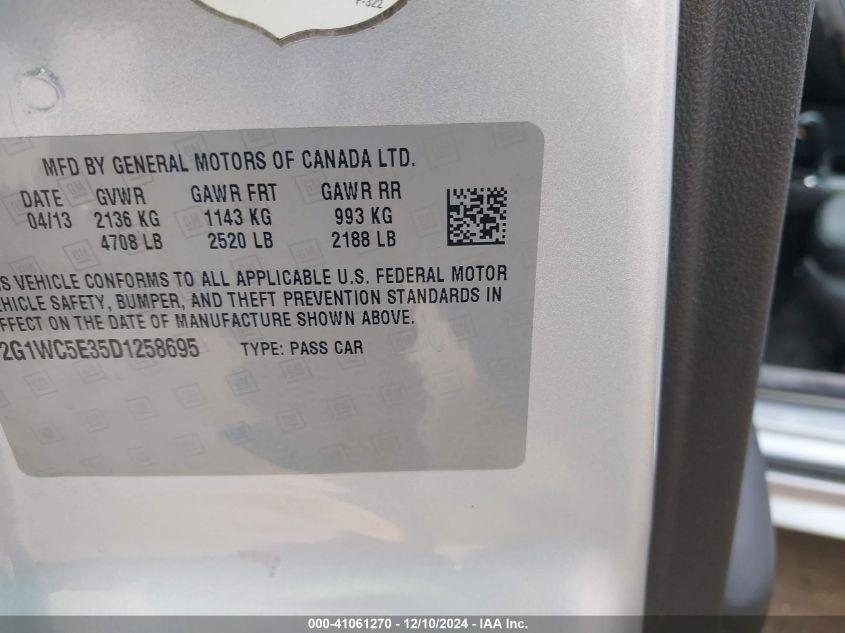 F-322
MFD BY GENERAL MOTORS OF CANADA LTD.
DATE GVWR GAWR FRT GAWR RR
04/13 2136 KG 1143 KG 993 KG
4708 LB 2520 LB 2188 LB
S VEHICLE CONFORMS TO ALL APPLICABLE U.S. FEDERAL MOTOR
EHICLE SAFETY, BUMPER, AND THEFT PREVENTION STANDARDS IN
FFECT ON THE DATE OF MANUFACTURE SHOWN ABOVE.
2G1WC5E35D1258695 TYPE: PASS CAR
000-41061270 - 12/10/2024 - IAA Inc.